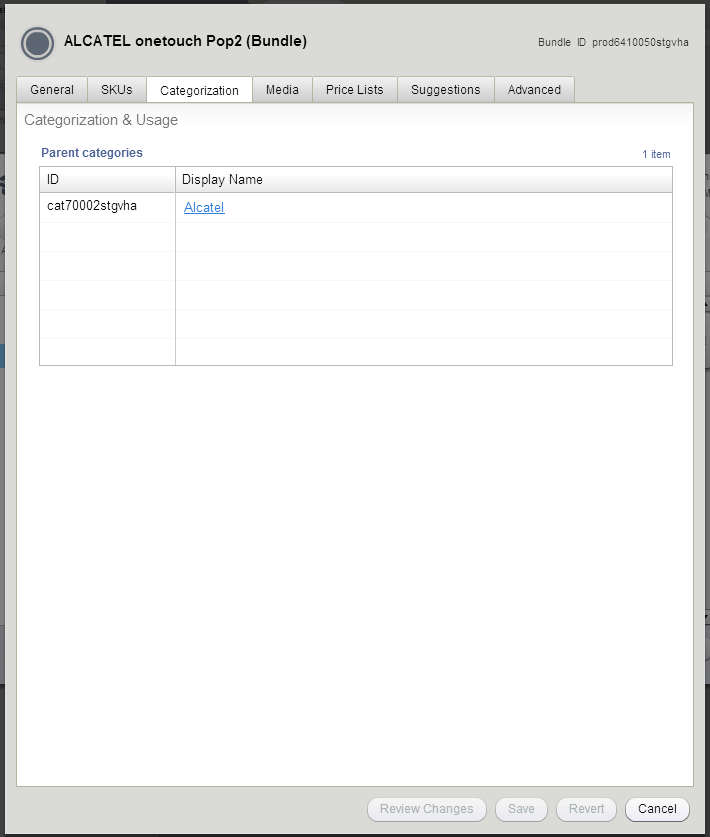 ALCATEL onetouch Pop2 (Bundle)
Bundle ID prod6410050stgvha
General SKUs Categorization Media Price Lists Suggestions Advanced
Categorization & Usage
Parent categories 1 item
ID Display Name
cat70002stgvha Alcatel
Review Changes Save Revert Cancel